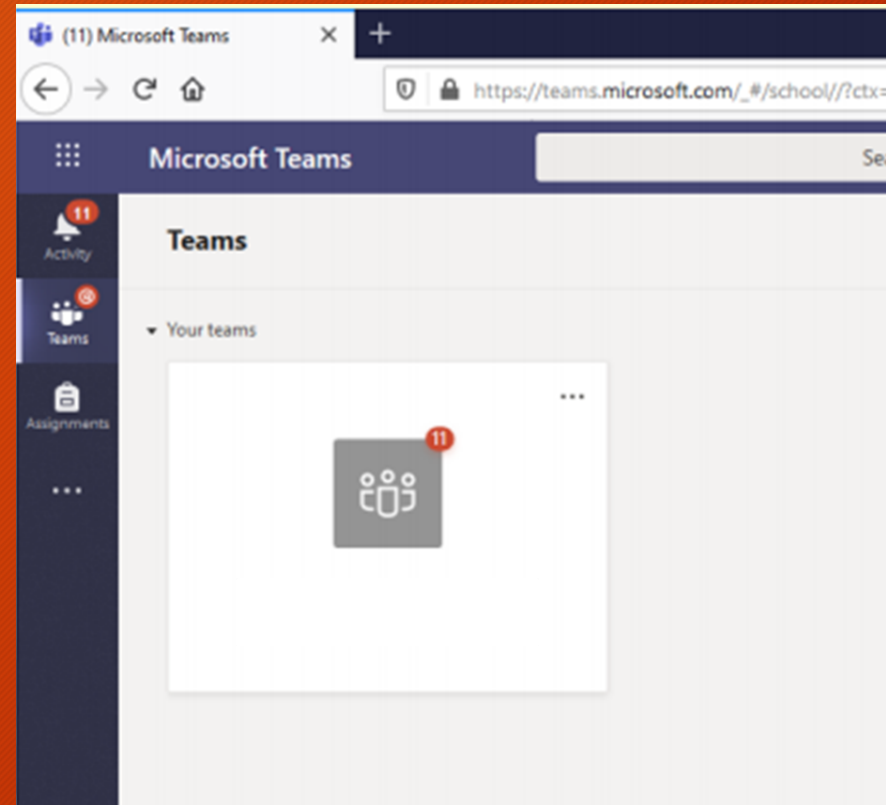 (11) Microsoft Teams
https://teams.microsoft.com/_#/school//?ctx=
Microsoft Teams
Sea
11
Activity
Teams
@
Teams
Your teams
Assignments
11